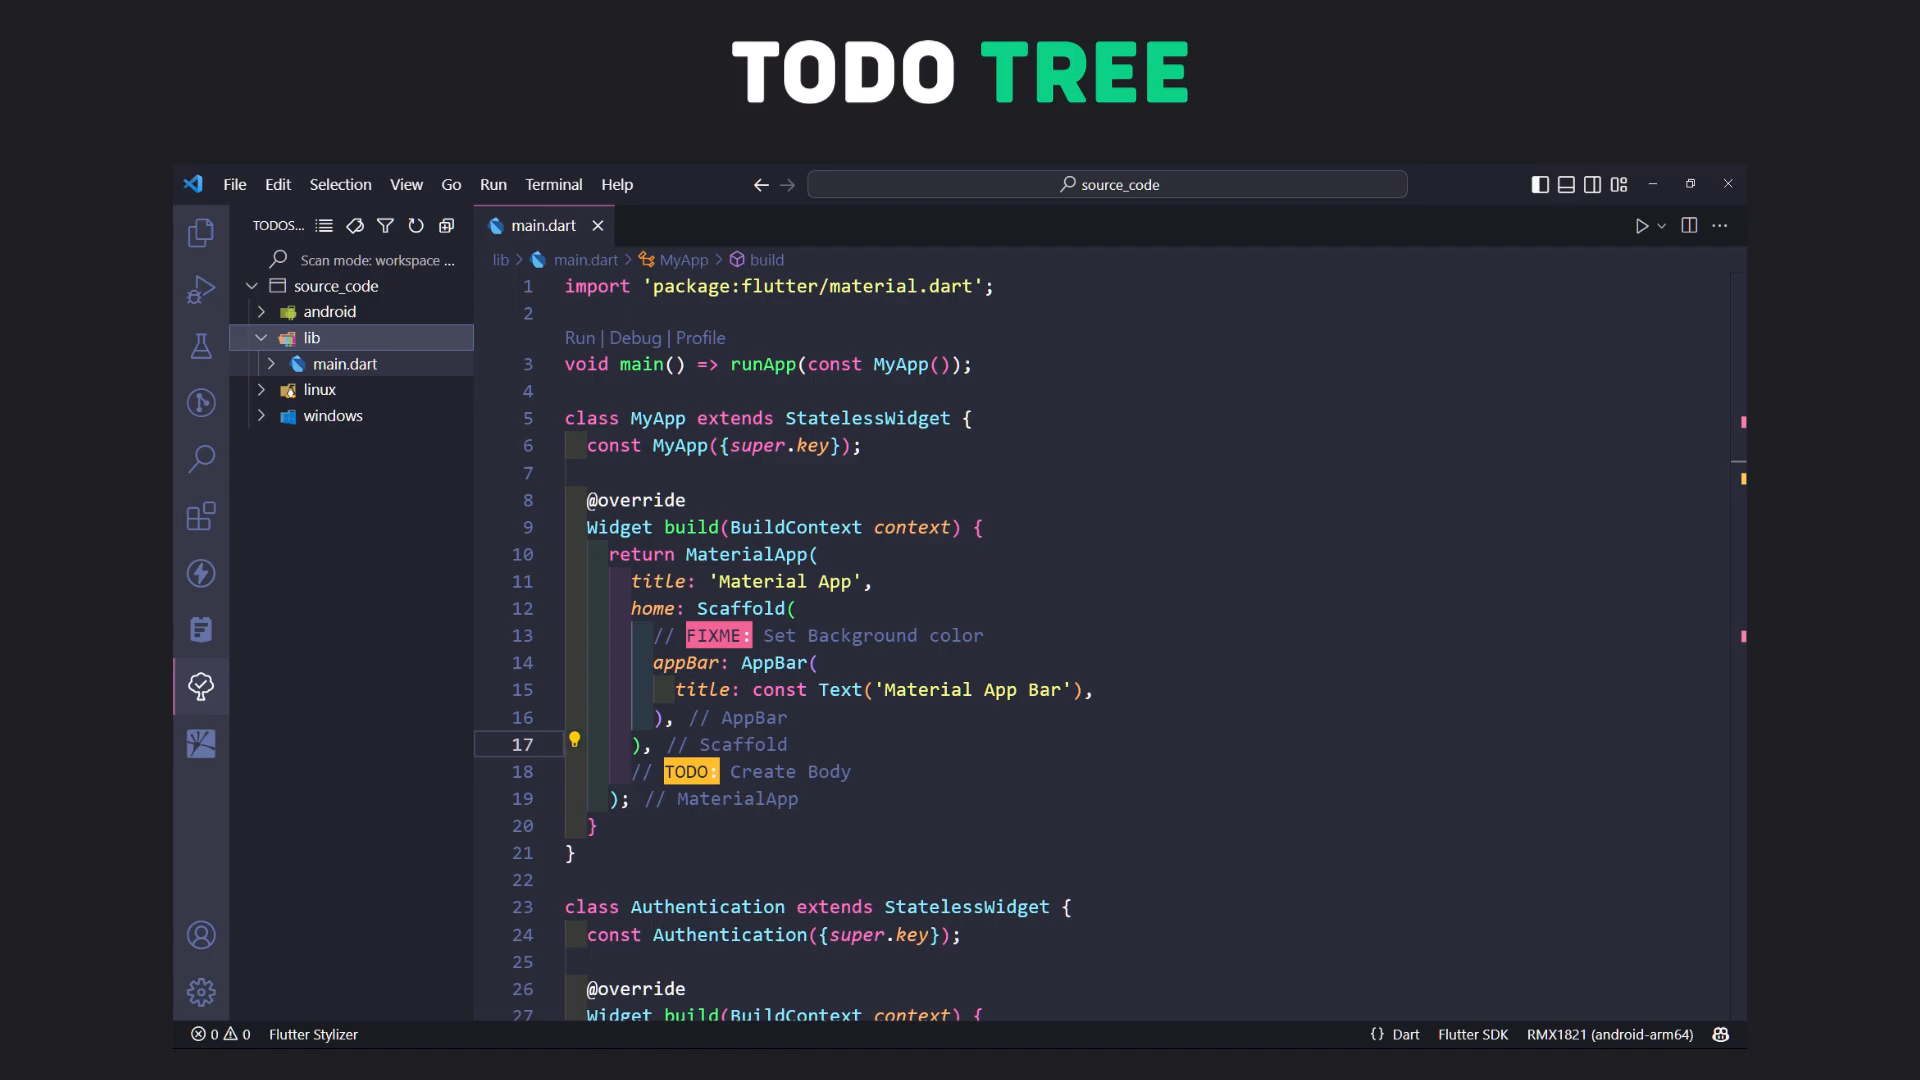 TODO TREE
File Edit Selection View Go Run Terminal Help
source_code
TODOS...
main.dart
Scan mode: workspace ...
source_code
android
lib
main.dart
linux
windows
lib > main.dart > MyApp > build
1 import 'package:flutter/material.dart';
2
Run | Debug | Profile
3 void main() => runApp(const MyApp());
4
5 class MyApp extends StatelessWidget {
6 const MyApp({super.key});
7
8 @override
9 Widget build(BuildContext context) {
10 return MaterialApp(
11 title: 'Material App',
12 home: Scaffold(
13 // FIXME: Set Background color
14 appBar: AppBar(
15 title: const Text('Material App Bar'),
16 ), // AppBar
17 ), // Scaffold
18 // TODO: Create Body
19 ); // MaterialApp
20 }
21 }
22
23 class Authentication extends StatelessWidget {
24 const Authentication({super.key});
25
26 @override
27 Widget build(BuildContext context) {
0 0 Flutter Stylizer
{} Dart Flutter SDK RMX1821 (android-arm64)